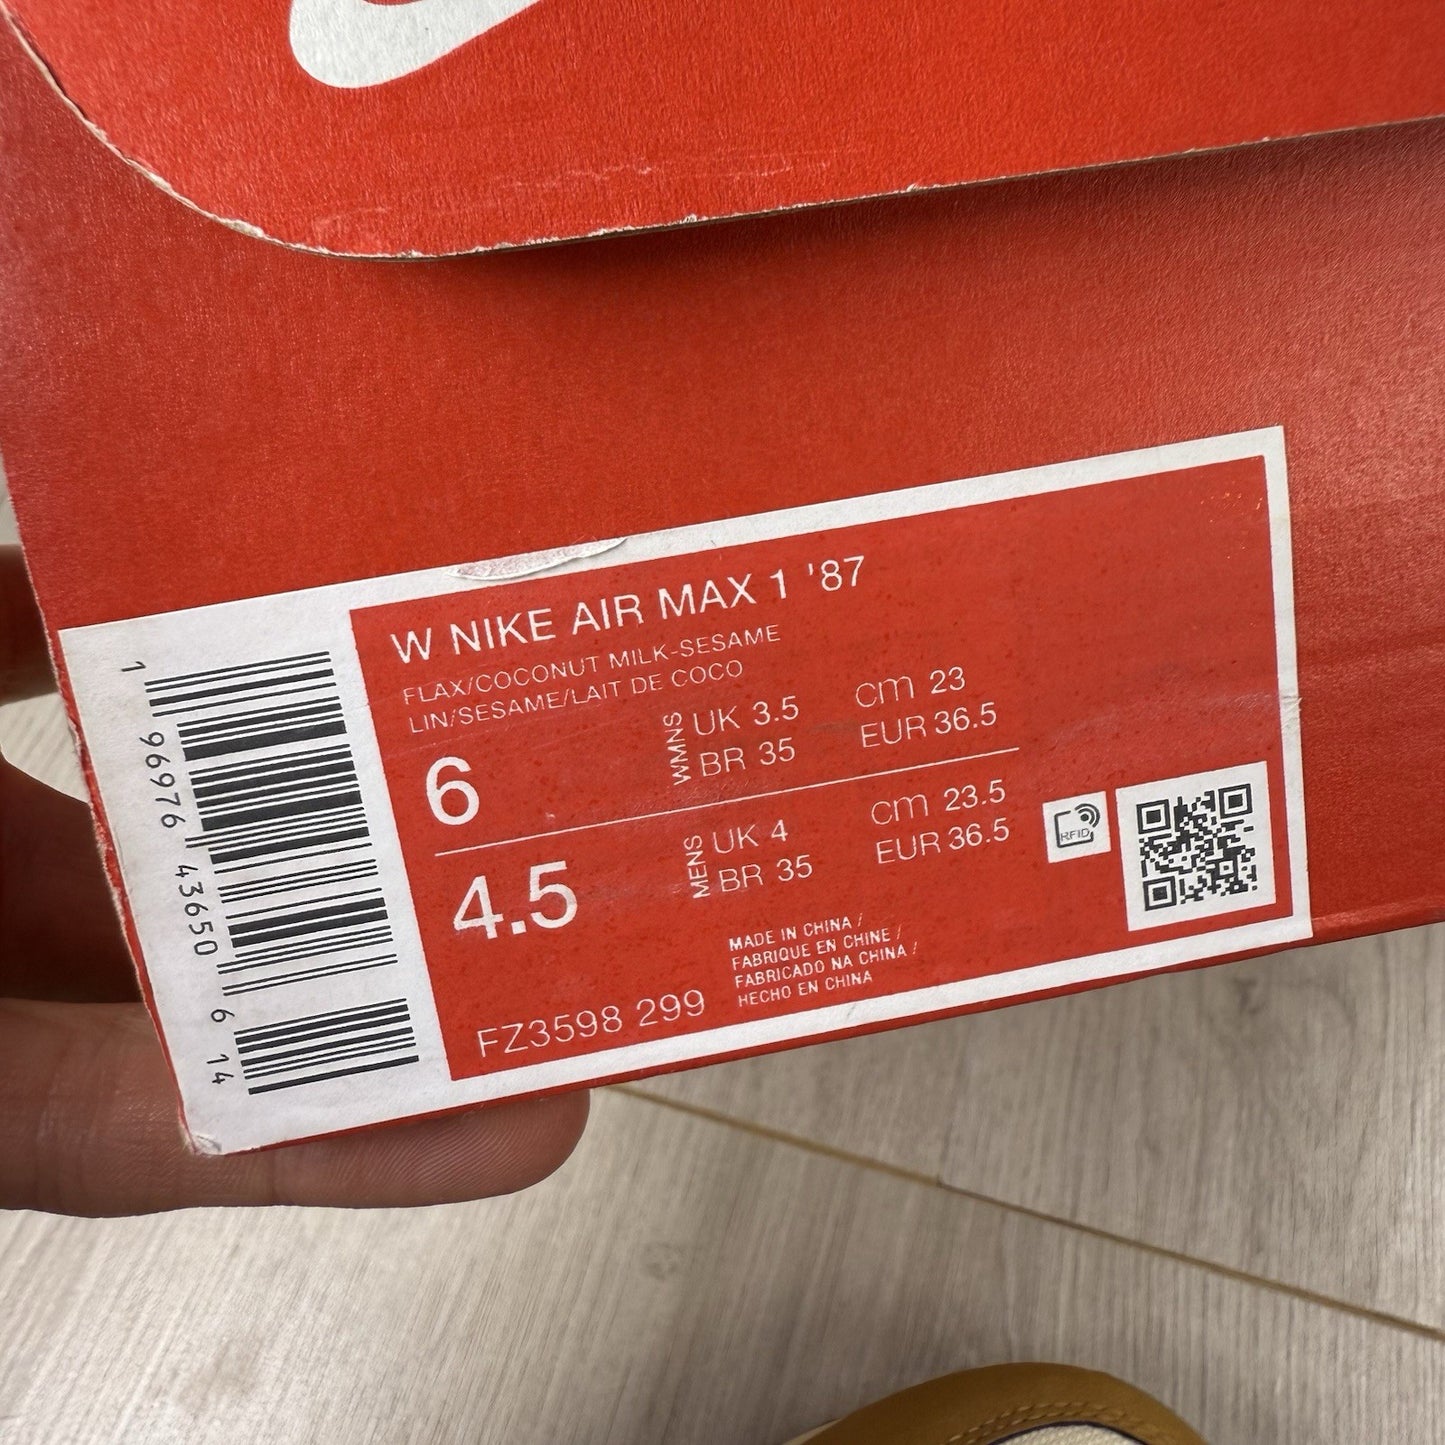 W NIKE AIR MAX 1 '87
FLAX/COCONUT MILK-SESAME
LIN/SESAME/LAIT DE COCO
6
WMNS
UK 3.5
CM 23
BR 35
EUR 36.5
4.5
MENS
UK 4
CM 23.5
BR 35
EUR 36.5
RFID
MADE IN CHINA /
FABRIQUE EN CHINE /
FABRICADO NA CHINA /
HECHO EN CHINA
FZ3598 299
1 96976 43650 6 14